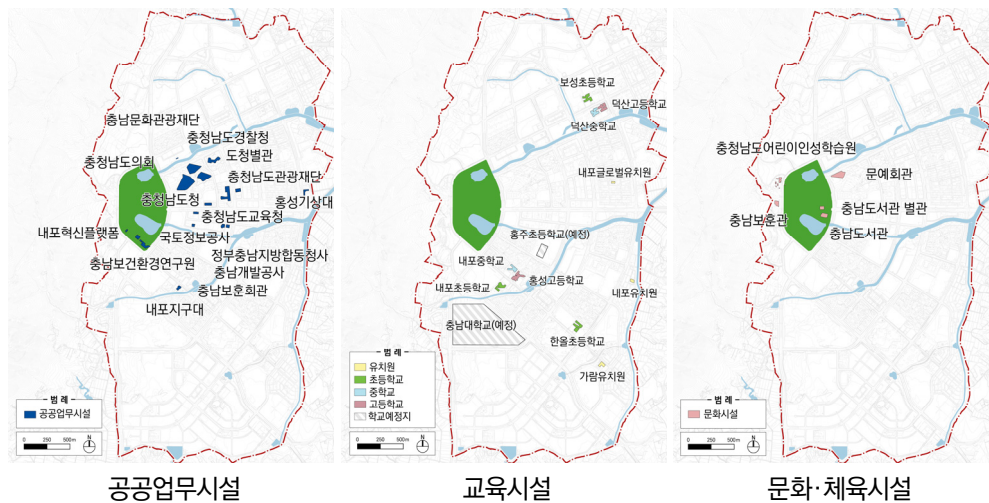 충남문화관광재단
충청남도경찰청
도청별관
충청남도의회
충청남도관광재단
충청남도청
홍성기상대
충청남도교육청
내포혁신플랫폼
국토정보공사
정부충남지방합동청사
충남보건환경연구원
충남개발공사
충남보훈회관
내포지구대
- 범 례 -
공공업무시설
0 250 500m
N
공공업무시설
보성초등학교
덕산고등학교
덕산중학교
내포글로벌유치원
홍주초등학교(예정)
내포중학교
홍성고등학교
내포초등학교
내포유치원
충남대학교(예정)
한울초등학교
가람유치원
- 범 례 -
유치원
초등학교
중학교
고등학교
학교예정지
0 250 500m
N
교육시설
충청남도어린이인성학습원
문예회관
충남도서관 별관
충남보훈관
충남도서관
- 범 례 -
문화시설
0 250 500m
N
문화·체육시설